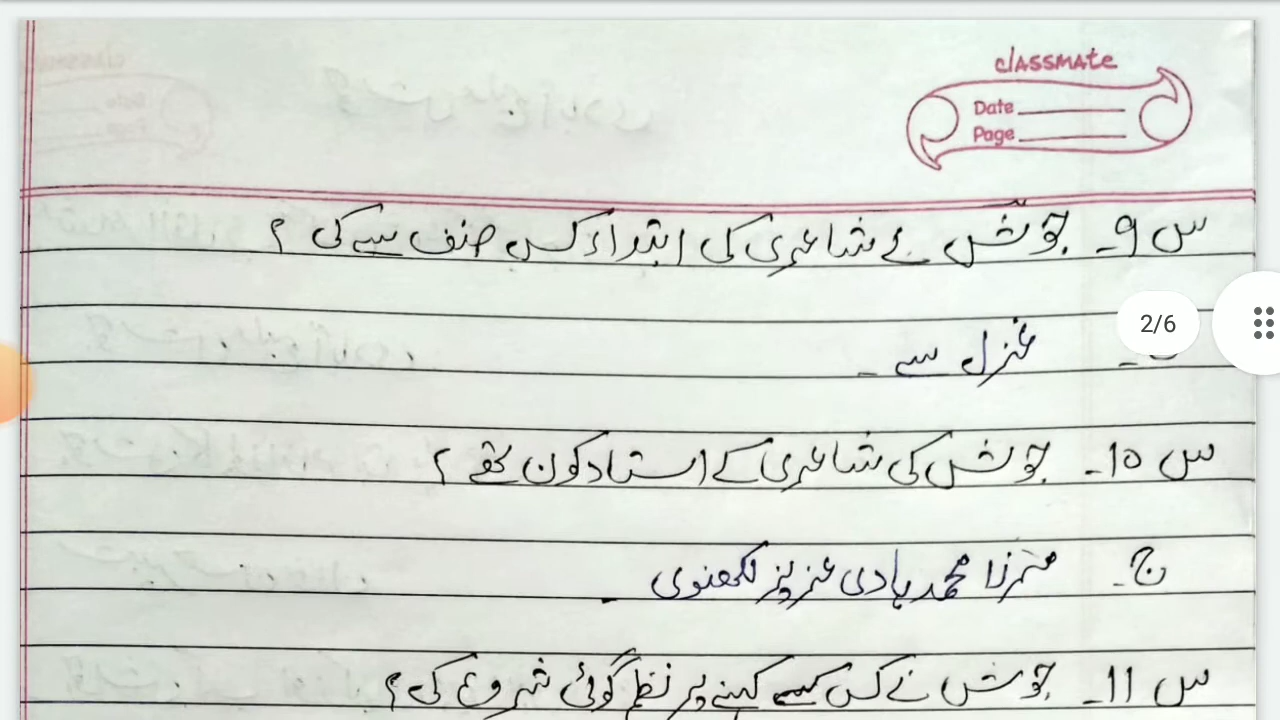 classmate
Date
Page
س 9۔ جوش نے شاعری کی ابتداء کس صنف سے کی ؟
2/6
غزل سے ۔
س 10۔ جوش کی شاعری کے استاد کون تھے ؟
ج۔ مرزا محمد ہادی عزیز لکھنوی ۔
س 11۔ جوش نے کس کے کہنے پر نظم گوئی شروع کی ؟